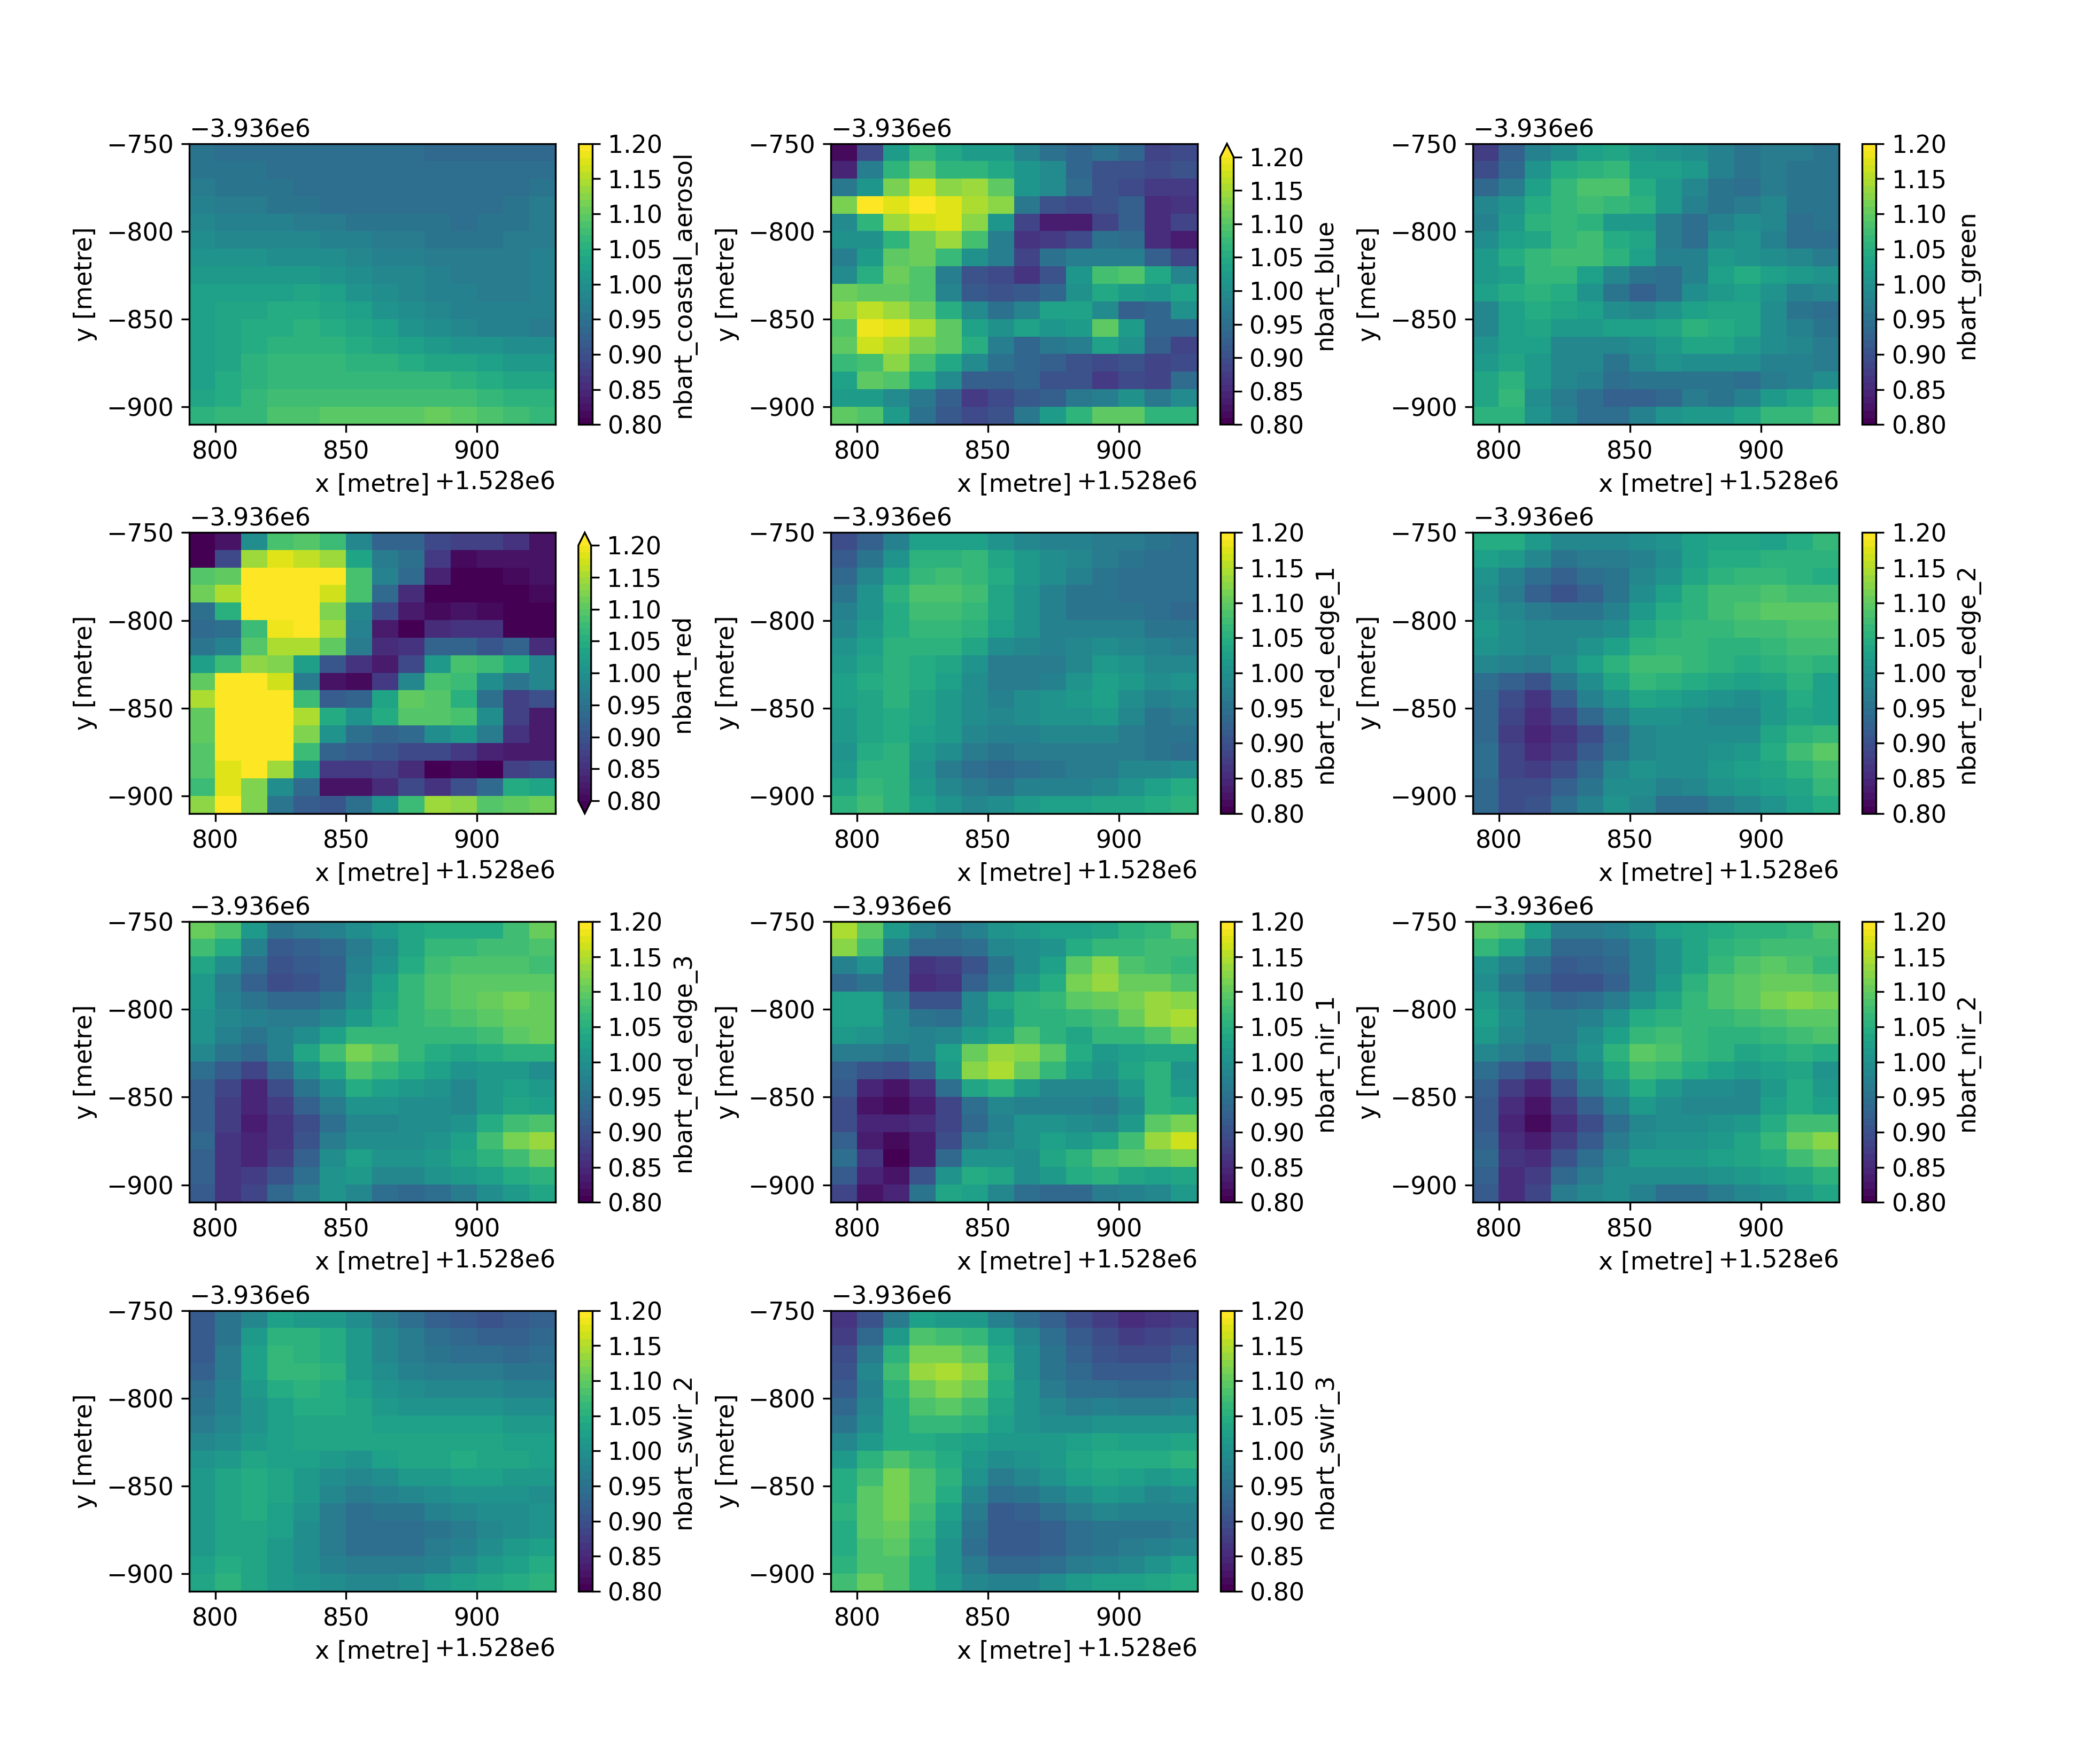 −3.936e6
−750
−800
−850
−900
y [metre]
800 850 900
x [metre] +1.528e6
1.20
1.15
1.10
1.05
1.00
0.95
0.90
0.85
0.80
nbart_coastal_aerosol
−3.936e6
−750
−800
−850
−900
y [metre]
800 850 900
x [metre] +1.528e6
1.20
1.15
1.10
1.05
1.00
0.95
0.90
0.85
0.80
nbart_blue
−3.936e6
−750
−800
−850
−900
y [metre]
800 850 900
x [metre] +1.528e6
1.20
1.15
1.10
1.05
1.00
0.95
0.90
0.85
0.80
nbart_green
−3.936e6
−750
−800
−850
−900
y [metre]
800 850 900
x [metre] +1.528e6
1.20
1.15
1.10
1.05
1.00
0.95
0.90
0.85
0.80
nbart_red
−3.936e6
−750
−800
−850
−900
y [metre]
800 850 900
x [metre] +1.528e6
1.20
1.15
1.10
1.05
1.00
0.95
0.90
0.85
0.80
nbart_red_edge_1
−3.936e6
−750
−800
−850
−900
y [metre]
800 850 900
x [metre] +1.528e6
1.20
1.15
1.10
1.05
1.00
0.95
0.90
0.85
0.80
nbart_red_edge_2
−3.936e6
−750
−800
−850
−900
y [metre]
800 850 900
x [metre] +1.528e6
1.20
1.15
1.10
1.05
1.00
0.95
0.90
0.85
0.80
nbart_red_edge_3
−3.936e6
−750
−800
−850
−900
y [metre]
800 850 900
x [metre] +1.528e6
1.20
1.15
1.10
1.05
1.00
0.95
0.90
0.85
0.80
nbart_nir_1
−3.936e6
−750
−800
−850
−900
y [metre]
800 850 900
x [metre] +1.528e6
1.20
1.15
1.10
1.05
1.00
0.95
0.90
0.85
0.80
nbart_nir_2
−3.936e6
−750
−800
−850
−900
y [metre]
800 850 900
x [metre] +1.528e6
1.20
1.15
1.10
1.05
1.00
0.95
0.90
0.85
0.80
nbart_swir_2
−3.936e6
−750
−800
−850
−900
y [metre]
800 850 900
x [metre] +1.528e6
1.20
1.15
1.10
1.05
1.00
0.95
0.90
0.85
0.80
nbart_swir_3